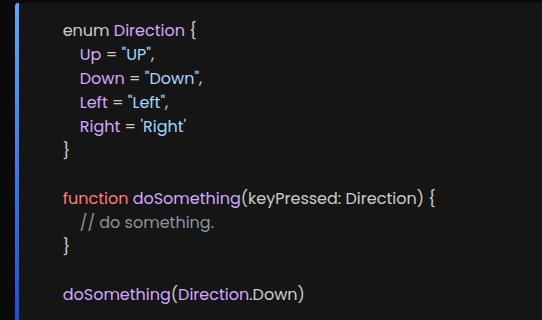 enum Direction {
Up = "UP",
Down = "Down",
Left = "Left",
Right = 'Right'
}
function doSomething(keyPressed: Direction) {
// do something.
}
doSomething(Direction.Down)